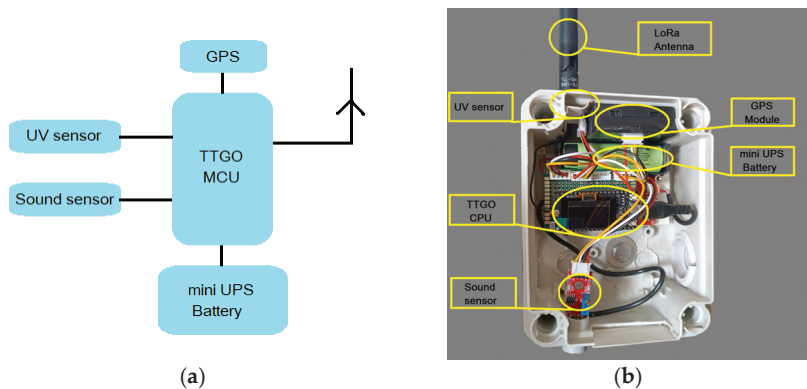 GPS
UV sensor
TTGO
MCU
Sound sensor
mini UPS
Battery
(a)
LoRa
Antenna
UV sensor
GPS
Module
mini UPS
Battery
TTGO
CPU
Sound
sensor
(b)